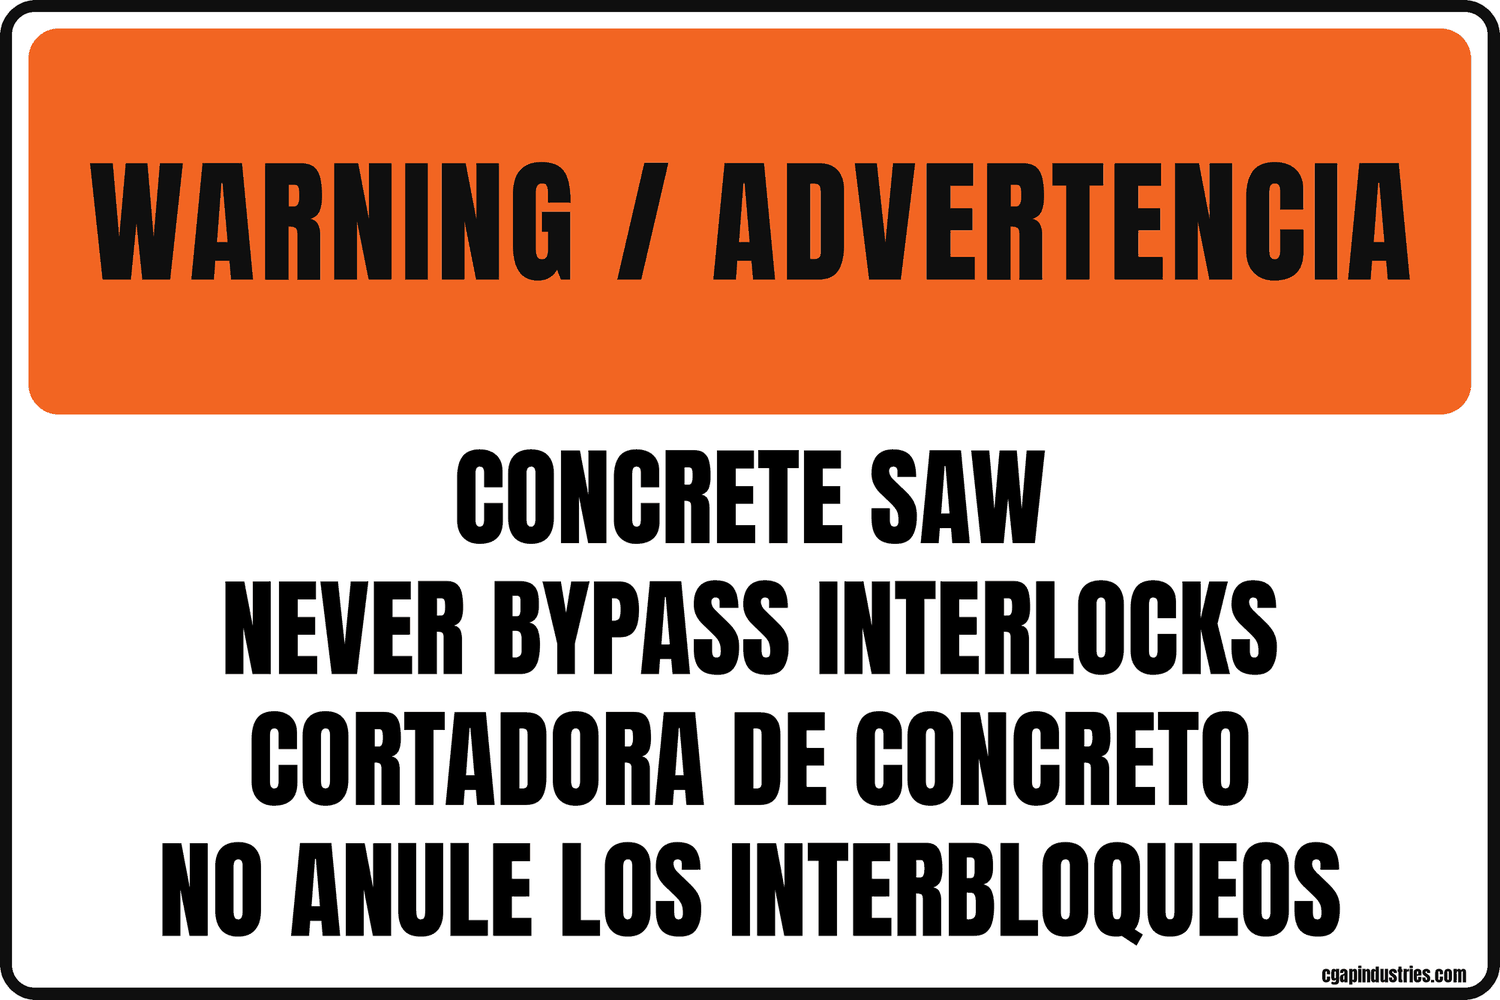 WARNING / ADVERTENCIA
CONCRETE SAW
NEVER BYPASS INTERLOCKS
CORTADORA DE CONCRETO
NO ANULE LOS INTERBLOQUEOS
cgapindustries.com